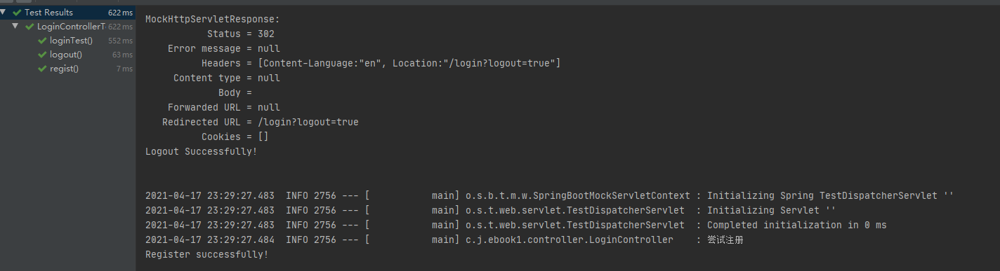 Test Results 622 ms
LoginControllerT 622 ms
loginTest() 552 ms
logout() 63 ms
regist() 7 ms
MockHttpServletResponse:
Status = 302
Error message = null
Headers = [Content-Language:"en", Location:"/login?logout=true"]
Content type = null
Body =
Forwarded URL = null
Redirected URL = /login?logout=true
Cookies = []
Logout Successfully!
2021-04-17 23:29:27.483  INFO 2756 --- [           main] o.s.b.t.m.w.SpringBootMockServletContext : Initializing Spring TestDispatcherServlet ''
2021-04-17 23:29:27.483  INFO 2756 --- [           main] o.s.t.web.servlet.TestDispatcherServlet  : Initializing Servlet ''
2021-04-17 23:29:27.483  INFO 2756 --- [           main] o.s.t.web.servlet.TestDispatcherServlet  : Completed initialization in 0 ms
2021-04-17 23:29:27.484  INFO 2756 --- [           main] c.j.ebook1.controller.LoginController    : 尝试注册
Register successfully!